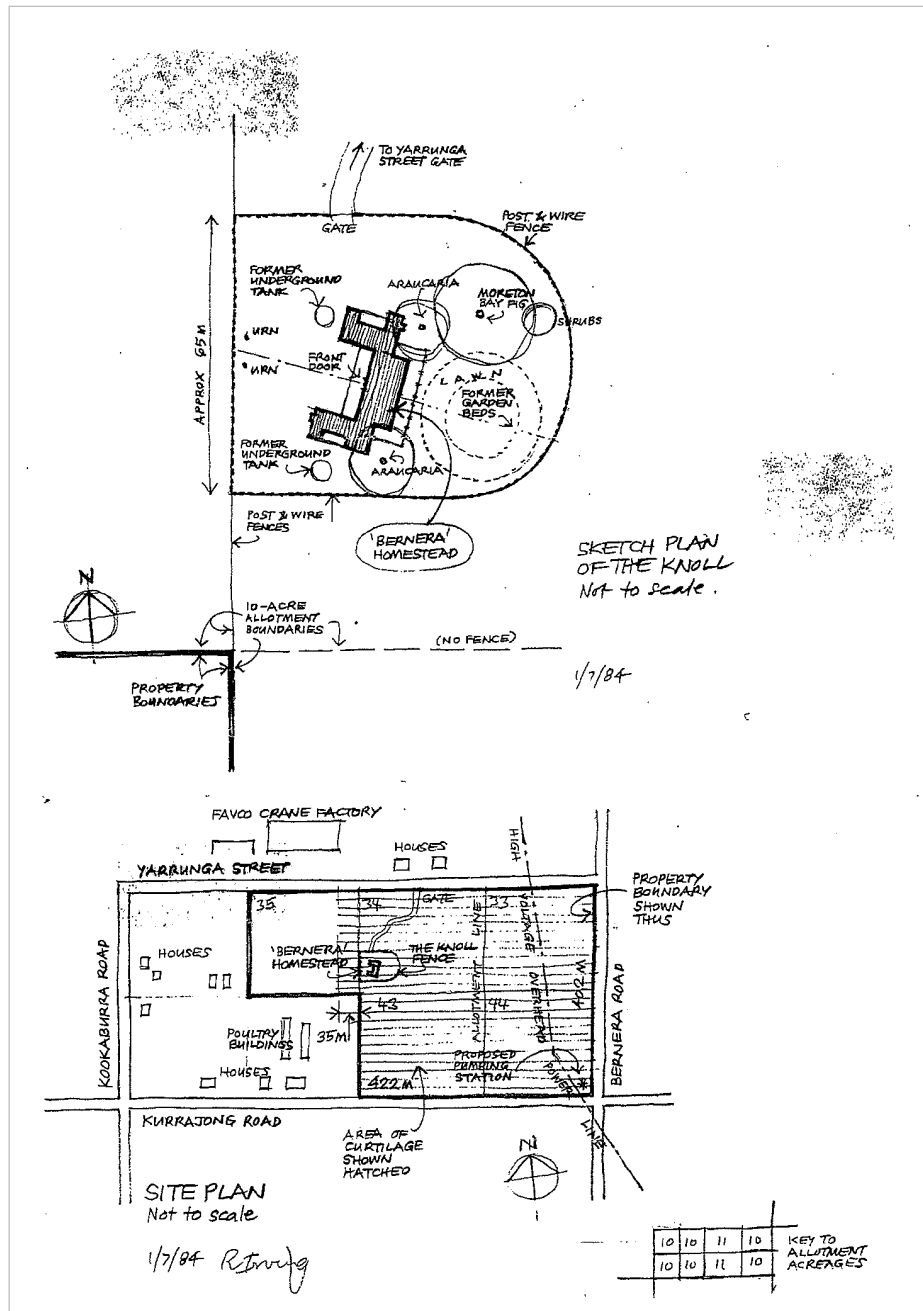 TO YARRUNGA
STREET GATE
GATE
POST & WIRE
FENCE
FORMER
UNDERGROUND
TANK
ARAUCARIA
MORETON
BAY FIG
SHRUBS
URN
URN
FRONT
DOOR
LAWN
FORMER
GARDEN
BEDS
APPROX 65M
FORMER
UNDERGROUND
TANK
ARAUCARIA
POST & WIRE
FENCES
'BERNERA'
HOMESTEAD
SKETCH PLAN
OF THE KNOLL
Not to scale.
N
10-ACRE
ALLOTMENT
BOUNDARIES
(NO FENCE)
PROPERTY
BOUNDARIES
1/7/84
FAVCO CRANE FACTORY
HOUSES
YARRUNGA STREET
HIGH VOLTAGE OVERHEAD POWER LINE
PROPERTY
BOUNDARY
SHOWN
THUS
35
34
GATE
33
ALLOTMENT LINE
HOUSES
'BERNERA'
HOMESTEAD
THE KNOLL
FENCE
402 M
KOOKABURRA ROAD
BERNERA ROAD
43
44
35M
POULTRY
BUILDINGS
PROPOSED
PUMPING
STATION
HOUSES
422 M
KURRAJONG ROAD
AREA OF
CURTILAGE
SHOWN
HATCHED
N
SITE PLAN
Not to scale
1/7/84 R Irving
10 10 11 10
10 10 11 10
KEY TO
ALLOTMENT
ACREAGES